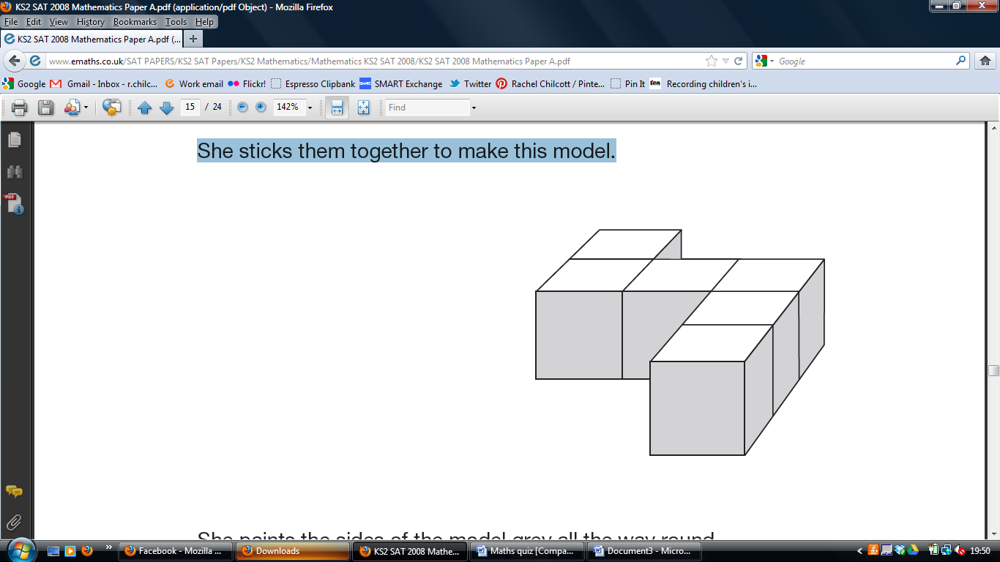 KS2 SAT 2008 Mathematics Paper A.pdf (application/pdf Object) - Mozilla Firefox
File Edit View History Bookmarks Tools Help
KS2 SAT 2008 Mathematics Paper A.pdf (...
www.emaths.co.uk/SAT PAPERS/KS2 SAT Papers/KS2 Mathematics/Mathematics KS2 SAT 2008/KS2 SAT 2008 Mathematics Paper A.pdf
Google
Google Gmail - Inbox - r.chilc... Work email Flickr! Espresso Clipbank SMART Exchange Twitter Rachel Chilcott / Pinte... Pin It tes Recording children's i...
15 / 24 142% Find
She sticks them together to make this model.
She paints the sides of the model grey all the way round
Facebook - Mozilla ... Downloads KS2 SAT 2008 Mathe... Maths quiz [Compa... Document3 - Micro... 19:50